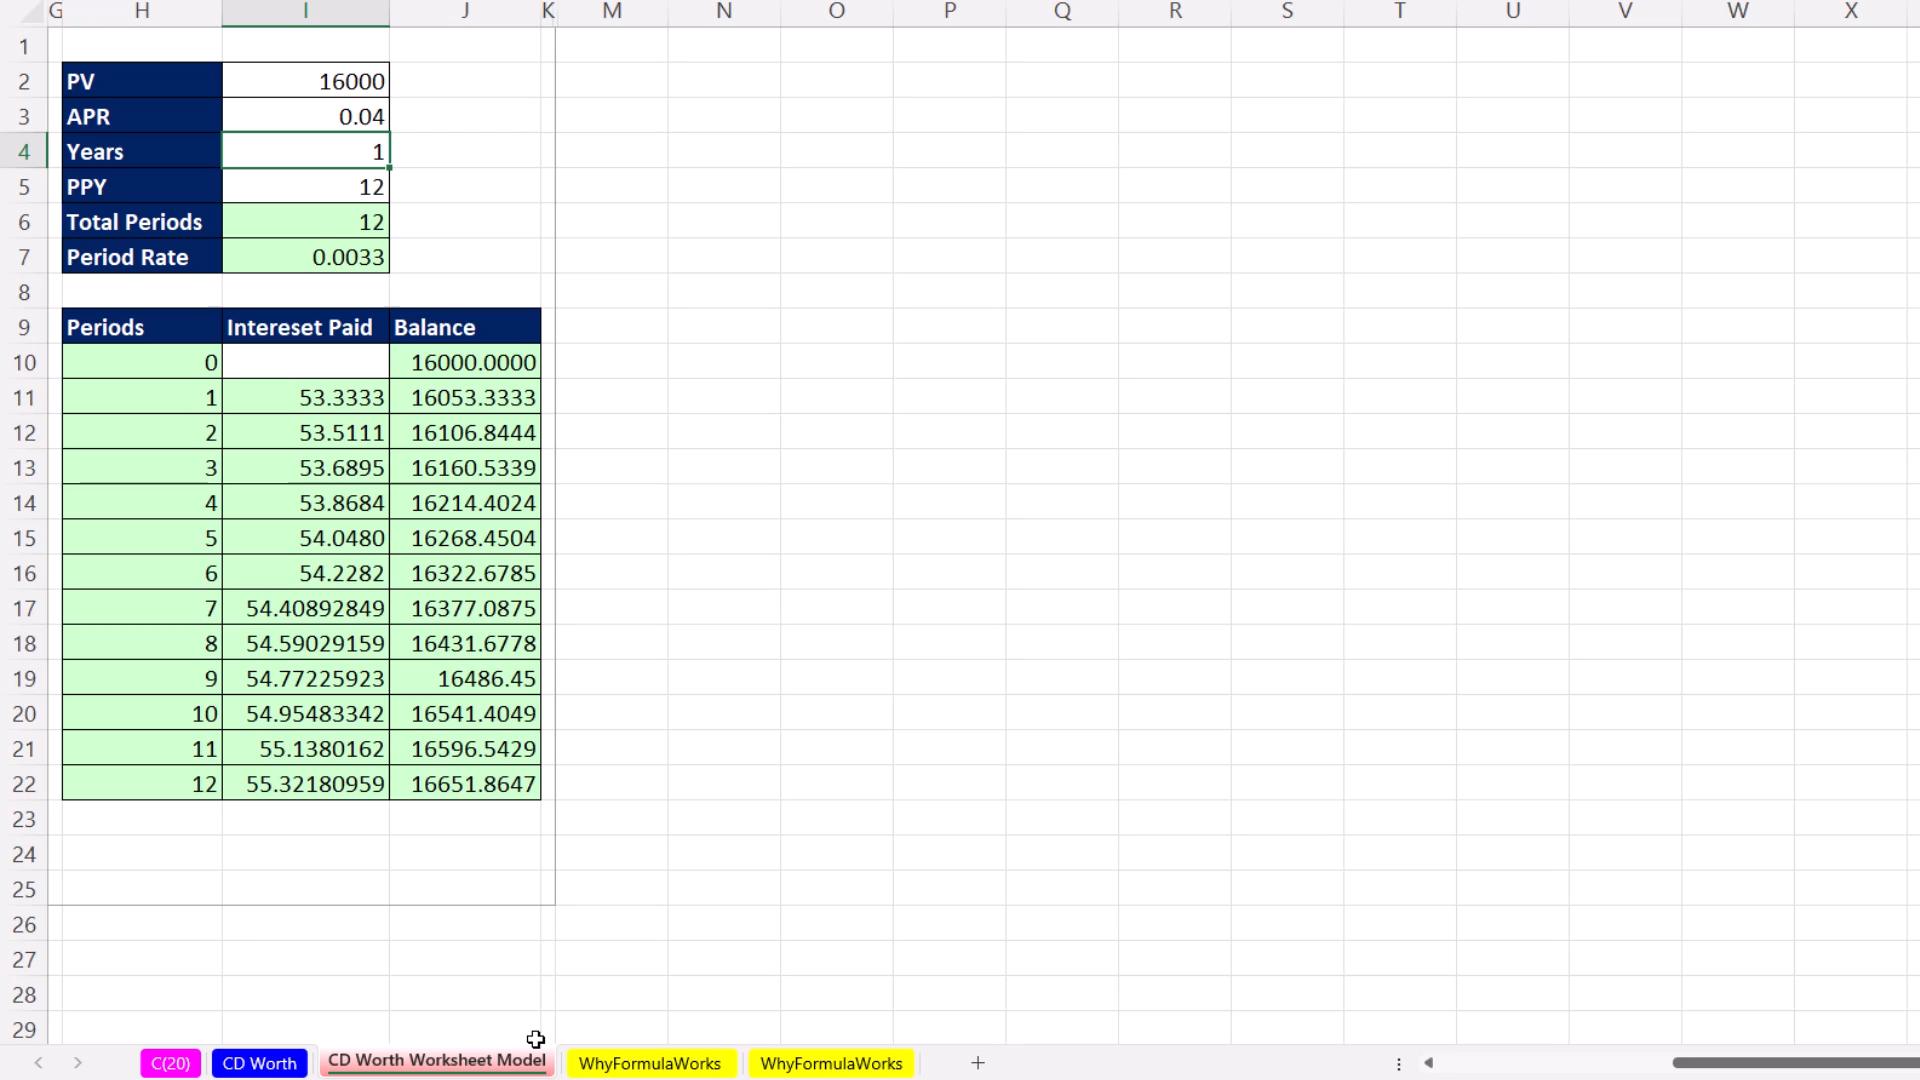 G H I J K M N O P Q R S T U V W X
1
2 PV 16000
3 APR 0.04
4 Years 1
5 PPY 12
6 Total Periods 12
7 Period Rate 0.0033
8
9 Periods Intereset Paid Balance
10 0 16000.0000
11 1 53.3333 16053.3333
12 2 53.5111 16106.8444
13 3 53.6895 16160.5339
14 4 53.8684 16214.4024
15 5 54.0480 16268.4504
16 6 54.2282 16322.6785
17 7 54.40892849 16377.0875
18 8 54.59029159 16431.6778
19 9 54.77225923 16486.45
20 10 54.95483342 16541.4049
21 11 55.1380162 16596.5429
22 12 55.32180959 16651.8647
23
24
25
26
27
28
29
C(20) CD Worth CD Worth Worksheet Model WhyFormulaWorks WhyFormulaWorks +